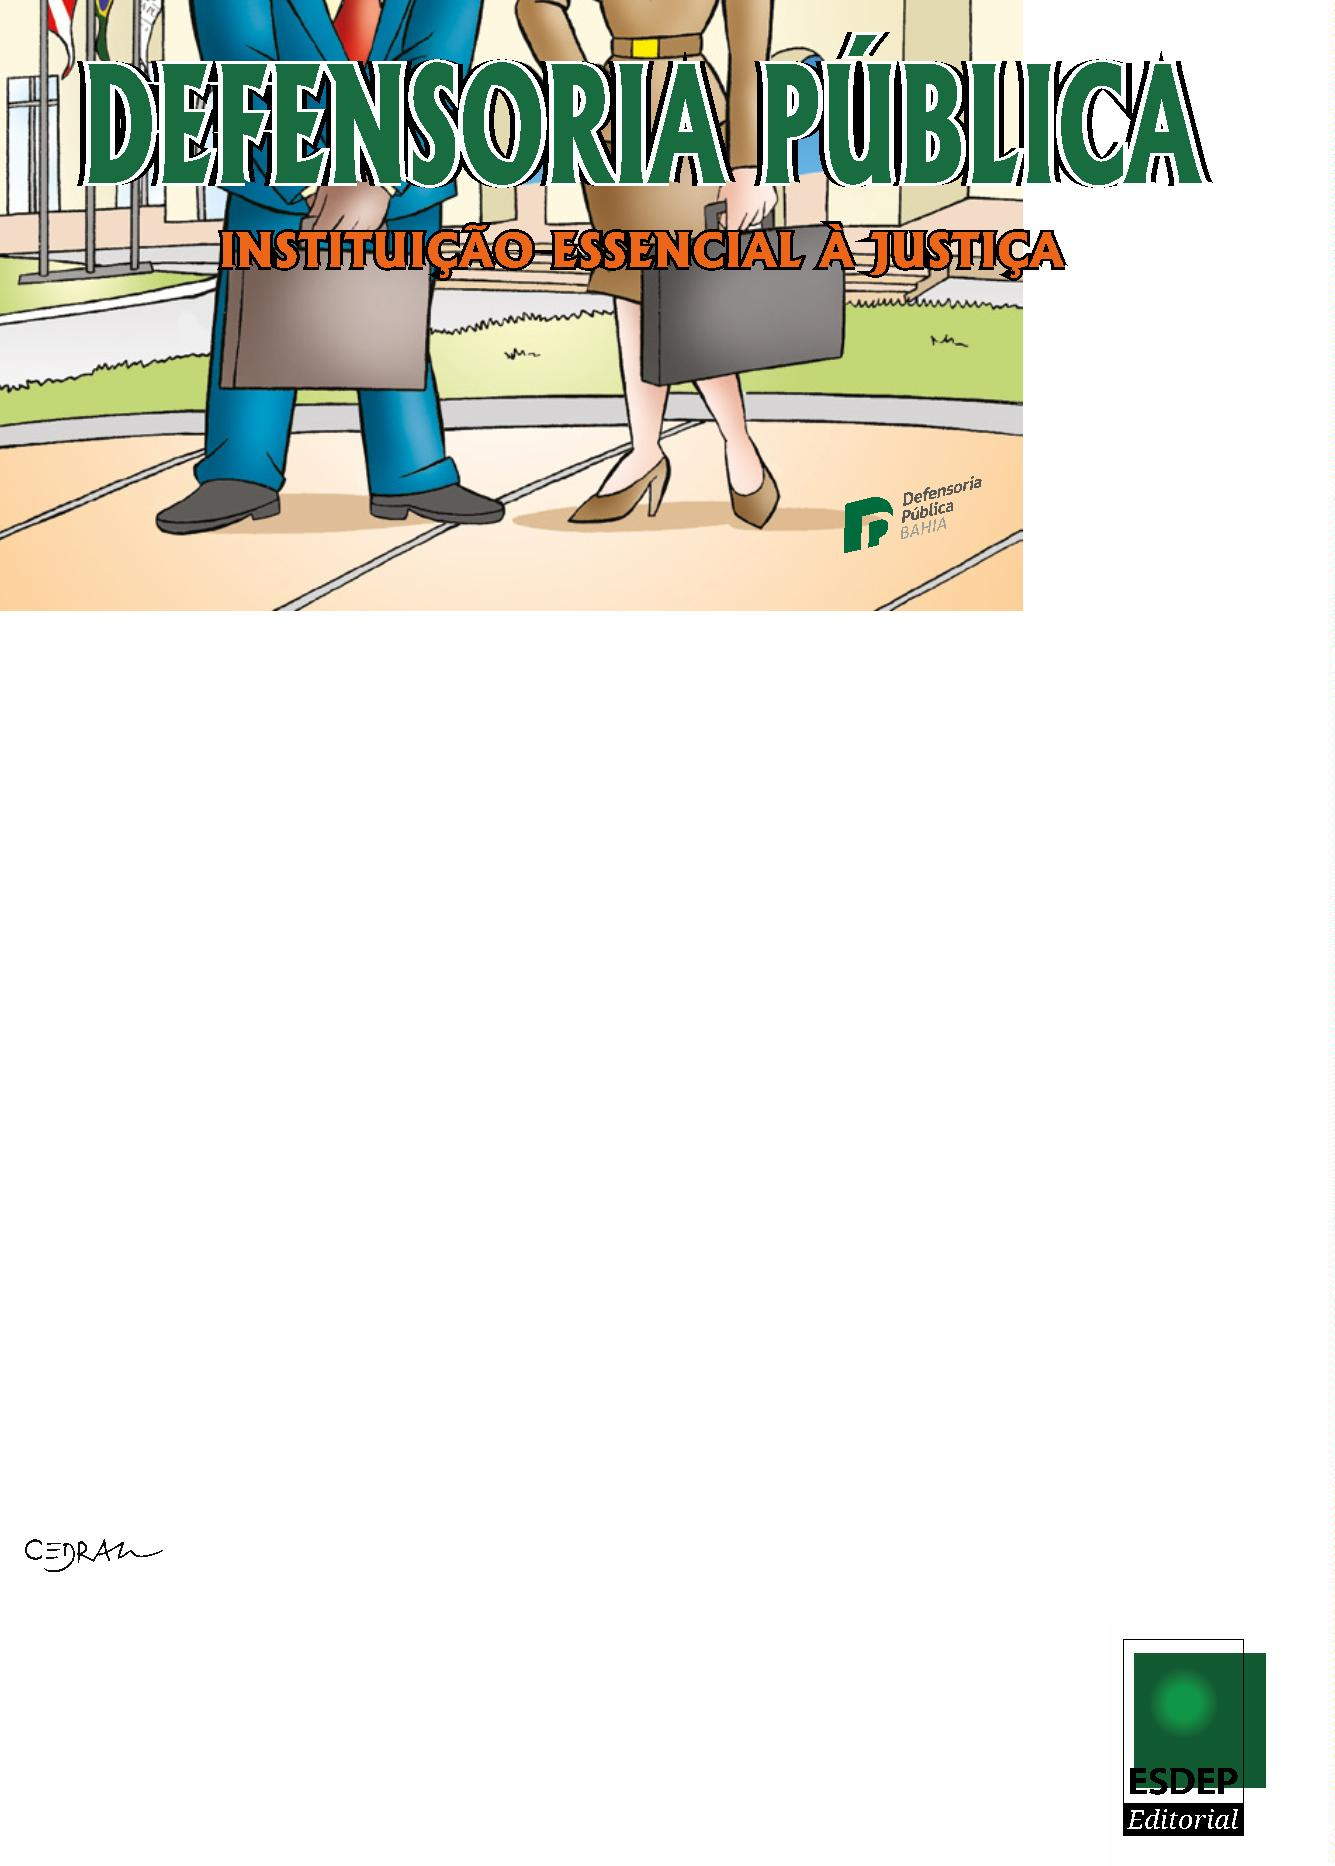 DEFENSORIA PÚBLICA
INSTITUIÇÃO ESSENCIAL À JUSTIÇA
Defensoria
Pública
BAHIA
CEDRAZ
ESDEP
Editorial